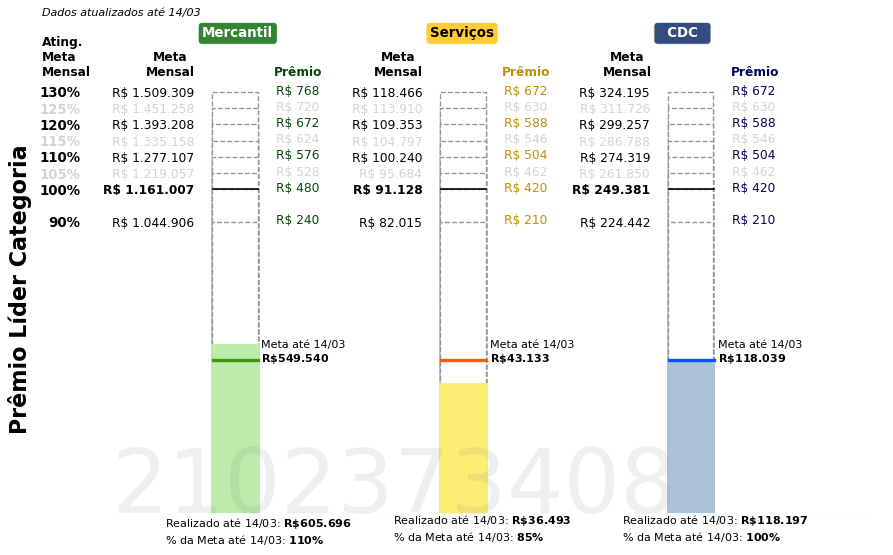 Dados atualizados até 14/03
Mercantil Serviços CDC
Ating.
Meta Meta Meta Meta
Mensal Mensal Prêmio Mensal Prêmio Mensal Prêmio
130% R$ 1.509.309 R$ 768 R$ 118.466 R$ 672 R$ 324.195 R$ 672
125% R$ 1.451.258 R$ 720 R$ 113.910 R$ 630 R$ 311.726 R$ 630
120% R$ 1.393.208 R$ 672 R$ 109.353 R$ 588 R$ 299.257 R$ 588
115% R$ 1.335.158 R$ 624 R$ 104.797 R$ 546 R$ 286.788 R$ 546
110% R$ 1.277.107 R$ 576 R$ 100.240 R$ 504 R$ 274.319 R$ 504
105% R$ 1.219.057 R$ 528 R$ 95.684 R$ 462 R$ 261.850 R$ 462
100% R$ 1.161.007 R$ 480 R$ 91.128 R$ 420 R$ 249.381 R$ 420
90% R$ 1.044.906 R$ 240 R$ 82.015 R$ 210 R$ 224.442 R$ 210
Prêmio Líder Categoria
Meta até 14/03 Meta até 14/03 Meta até 14/03
R$549.540 R$43.133 R$118.039
2102373408
Realizado até 14/03: R$605.696 Realizado até 14/03: R$36.493 Realizado até 14/03: R$118.197
% da Meta até 14/03: 110% % da Meta até 14/03: 85% % da Meta até 14/03: 100%